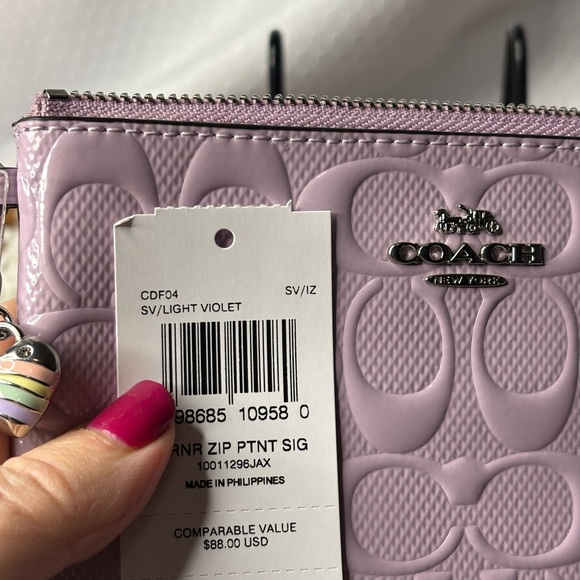 CDF04 SV/IZ
SV/LIGHT VIOLET
98685 10958 0
RNR ZIP PTNT SIG
10011296JAX
MADE IN PHILIPPINES
COMPARABLE VALUE
$88.00 USD
COACH
NEW YORK